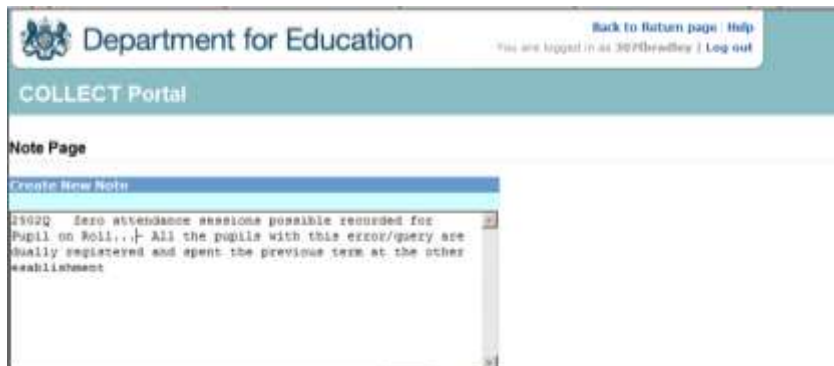 Department for Education
Back to Return page | Help
You are logged in as | Log out
COLLECT Portal
Note Page
Create New Note
2502Q Zero attendance sessions possible recorded for
Pupil on Roll...- All the pupils with this error/query are
dually registered and spent the previous term at the other
esablishment